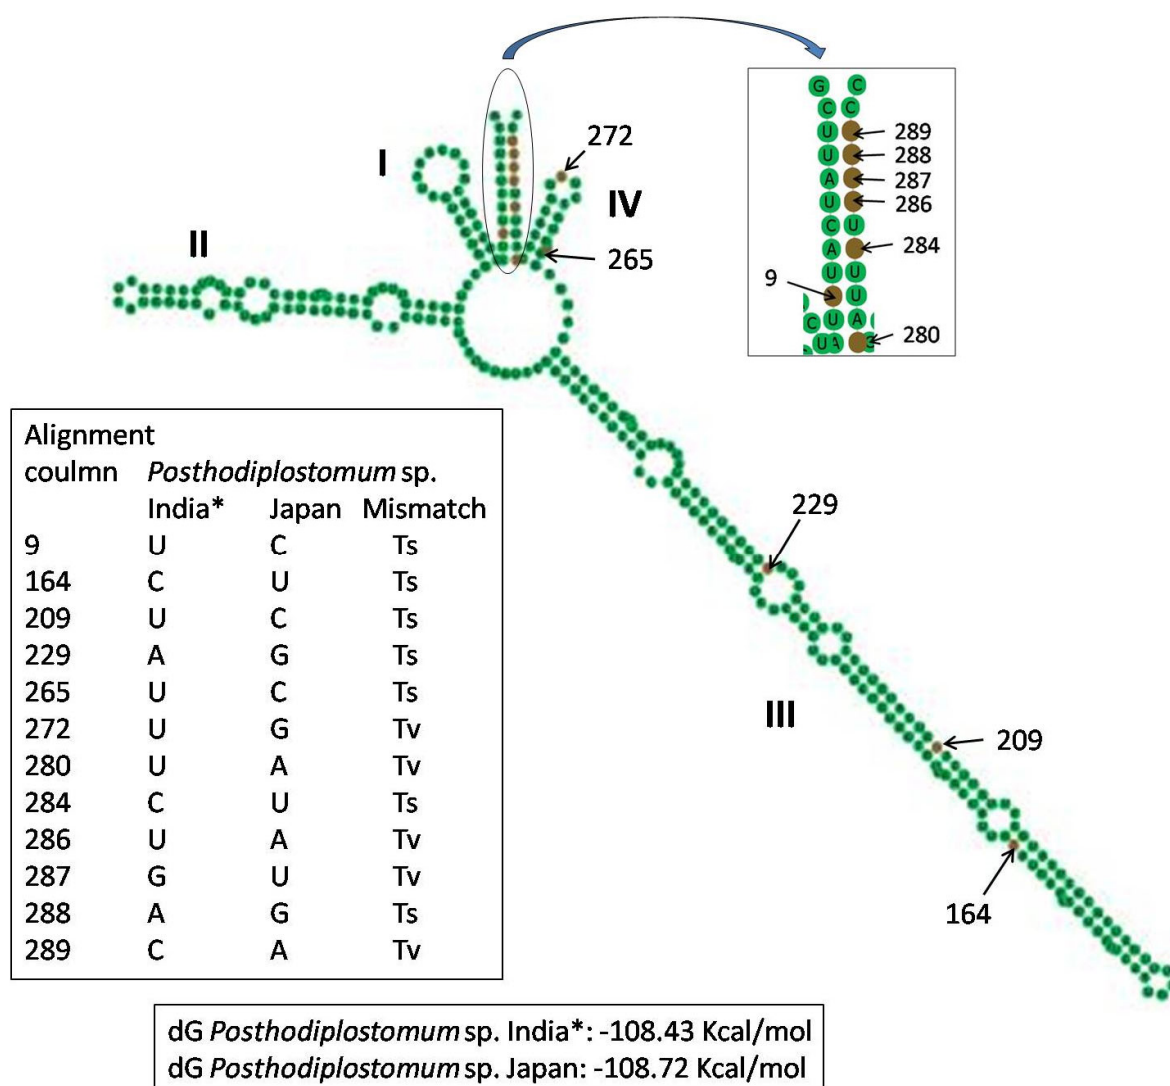 272
I
IV
II
265
G C
C C
U 289
U 288
A 287
U 286
C U
A 284
U U
9 U
C U A
U A 280
Alignment
coulmn Posthodiplostomum sp.
India* Japan Mismatch
9 U C Ts
164 C U Ts
209 U C Ts
229 A G Ts
265 U C Ts
272 U G Tv
280 U A Tv
284 C U Ts
286 U A Tv
287 G U Tv
288 A G Ts
289 C A Tv
229
III
209
164
dG Posthodiplostomum sp. India*: -108.43 Kcal/mol
dG Posthodiplostomum sp. Japan: -108.72 Kcal/mol